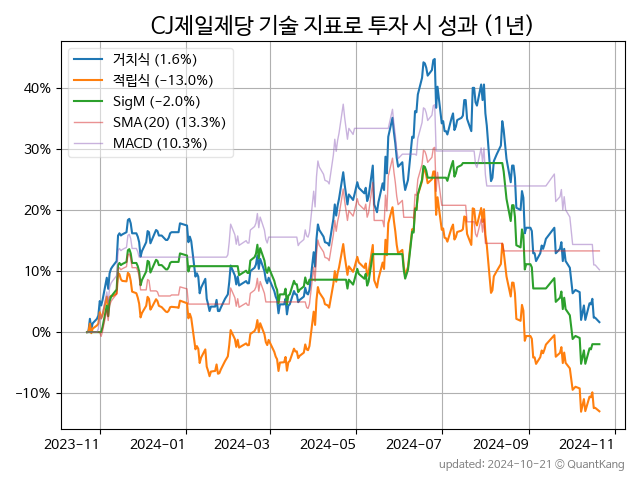 CJ제일제당 기술 지표로 투자 시 성과 (1년)
거치식 (1.6%)
적립식 (−13.0%)
SigM (−2.0%)
SMA(20) (13.3%)
MACD (10.3%)
40%
30%
20%
10%
0%
−10%
2023-11 2024-01 2024-03 2024-05 2024-07 2024-09 2024-11
updated: 2024-10-21 © QuantKang